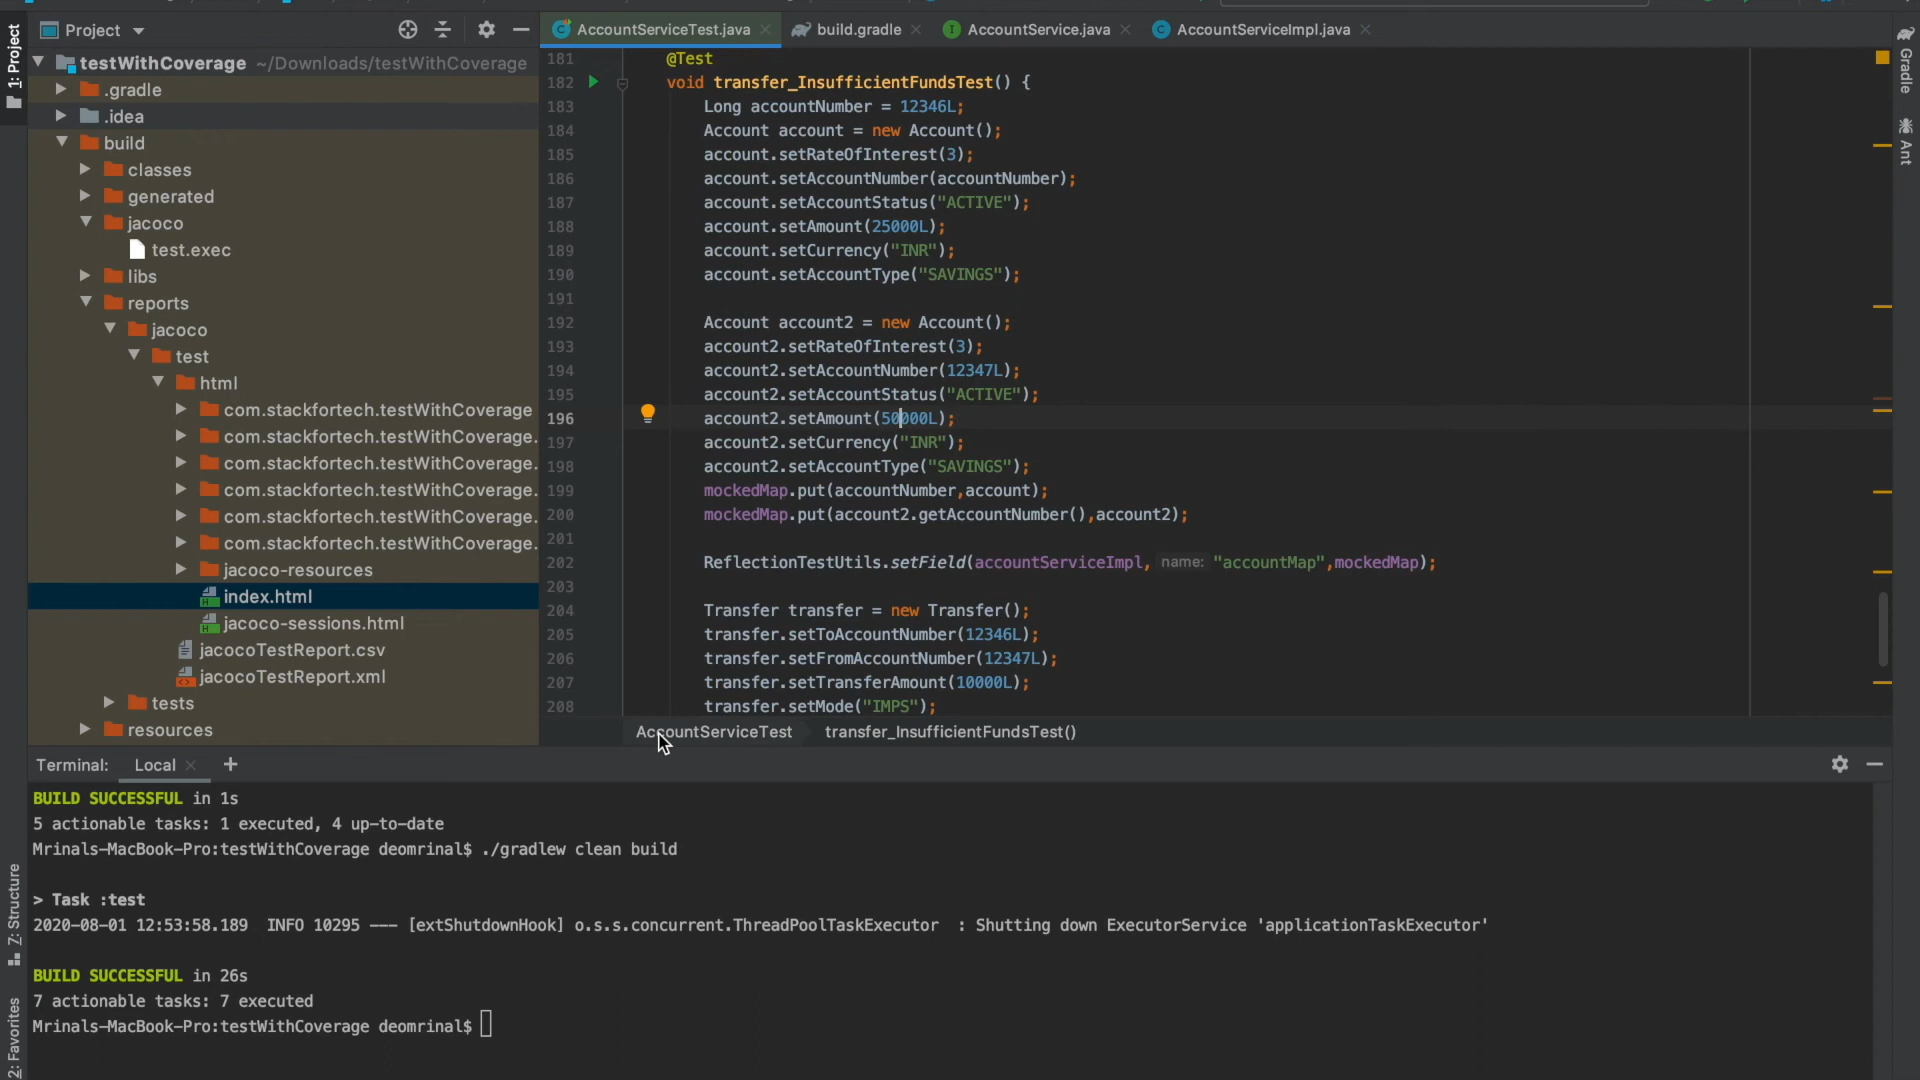 1: Project
Project
AccountServiceTest.java
build.gradle
AccountService.java
AccountServiceImpl.java
Gradle
Ant
testWithCoverage ~/Downloads/testWithCoverage
.gradle
.idea
build
classes
generated
jacoco
test.exec
libs
reports
jacoco
test
html
com.stackfortech.testWithCoverage
com.stackfortech.testWithCoverage.
com.stackfortech.testWithCoverage.
com.stackfortech.testWithCoverage.
com.stackfortech.testWithCoverage.
com.stackfortech.testWithCoverage.
jacoco-resources
index.html
jacoco-sessions.html
jacocoTestReport.csv
jacocoTestReport.xml
tests
resources
181 @Test
182 void transfer_InsufficientFundsTest() {
183 Long accountNumber = 12346L;
184 Account account = new Account();
185 account.setRateOfInterest(3);
186 account.setAccountNumber(accountNumber);
187 account.setAccountStatus("ACTIVE");
188 account.setAmount(25000L);
189 account.setCurrency("INR");
190 account.setAccountType("SAVINGS");
191
192 Account account2 = new Account();
193 account2.setRateOfInterest(3);
194 account2.setAccountNumber(12347L);
195 account2.setAccountStatus("ACTIVE");
196 account2.setAmount(50000L);
197 account2.setCurrency("INR");
198 account2.setAccountType("SAVINGS");
199 mockedMap.put(accountNumber,account);
200 mockedMap.put(account2.getAccountNumber(),account2);
201
202 ReflectionTestUtils.setField(accountServiceImpl, name: "accountMap",mockedMap);
203
204 Transfer transfer = new Transfer();
205 transfer.setToAccountNumber(12346L);
206 transfer.setFromAccountNumber(12347L);
207 transfer.setTransferAmount(10000L);
208 transfer.setMode("IMPS");
AccountServiceTest transfer_InsufficientFundsTest()
Terminal: Local +
BUILD SUCCESSFUL in 1s
5 actionable tasks: 1 executed, 4 up-to-date
Mrinals-MacBook-Pro:testWithCoverage deomrinal$ ./gradlew clean build
> Task :test
2020-08-01 12:53:58.189 INFO 10295 --- [extShutdownHook] o.s.s.concurrent.ThreadPoolTaskExecutor : Shutting down ExecutorService 'applicationTaskExecutor'
BUILD SUCCESSFUL in 26s
7 actionable tasks: 7 executed
Mrinals-MacBook-Pro:testWithCoverage deomrinal$
Z: Structure
2: Favorites